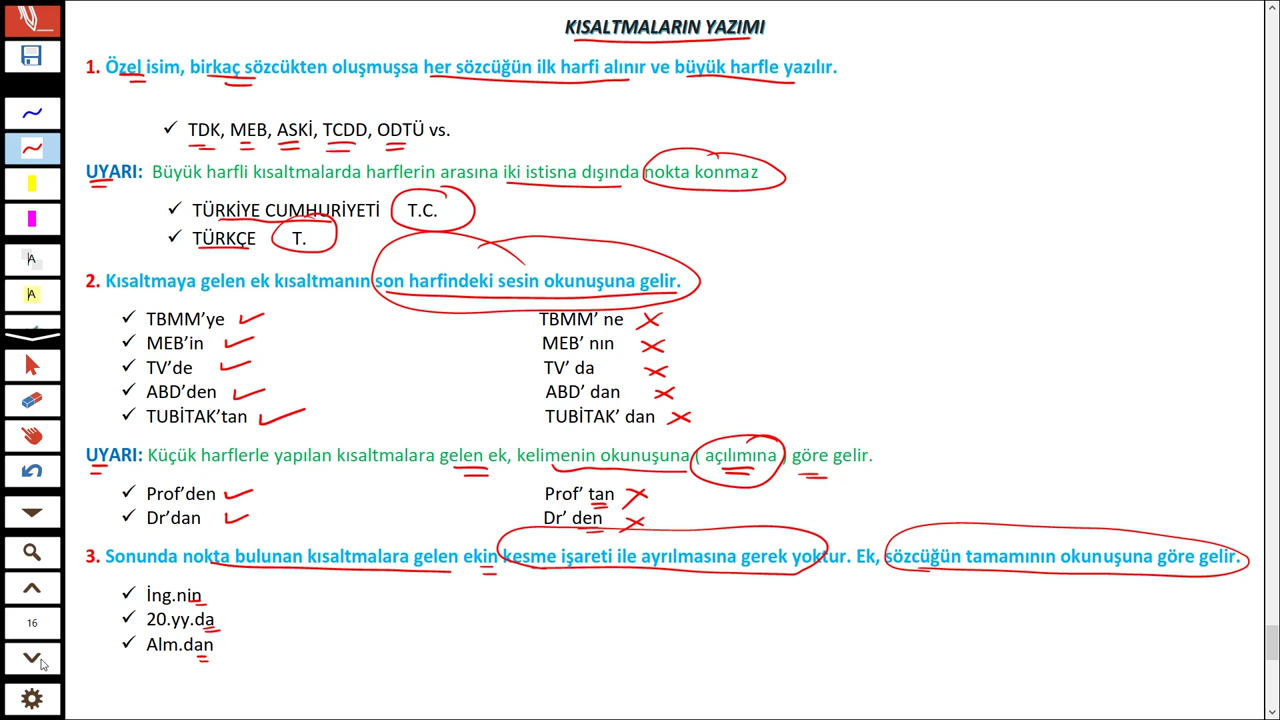 KISALTMALARIN YAZIMI
1. Özel isim, birkaç sözcükten oluşmuşsa her sözcüğün ilk harfi alınır ve büyük harfle yazılır.
✓ TDK, MEB, ASKİ, TCDD, ODTÜ vs.
UYARI: Büyük harfli kısaltmalarda harflerin arasına iki istisna dışında nokta konmaz
✓ TÜRKİYE CUMHURİYETİ T.C.
✓ TÜRKÇE T.
2. Kısaltmaya gelen ek kısaltmanın son harfindeki sesin okunuşuna gelir.
✓ TBMM’ye TBMM’ ne
✓ MEB’in MEB’ nın
✓ TV’de TV’ da
✓ ABD’den ABD’ dan
✓ TUBİTAK’tan TUBİTAK’ dan
UYARI: Küçük harflerle yapılan kısaltmalara gelen ek, kelimenin okunuşuna ( açılımına ) göre gelir.
✓ Prof’den Prof’ tan
✓ Dr’dan Dr’ den
3. Sonunda nokta bulunan kısaltmalara gelen ekin kesme işareti ile ayrılmasına gerek yoktur. Ek, sözcüğün tamamının okunuşuna göre gelir.
✓ İng.nin
✓ 20.yy.da
✓ Alm.dan
A
A
16